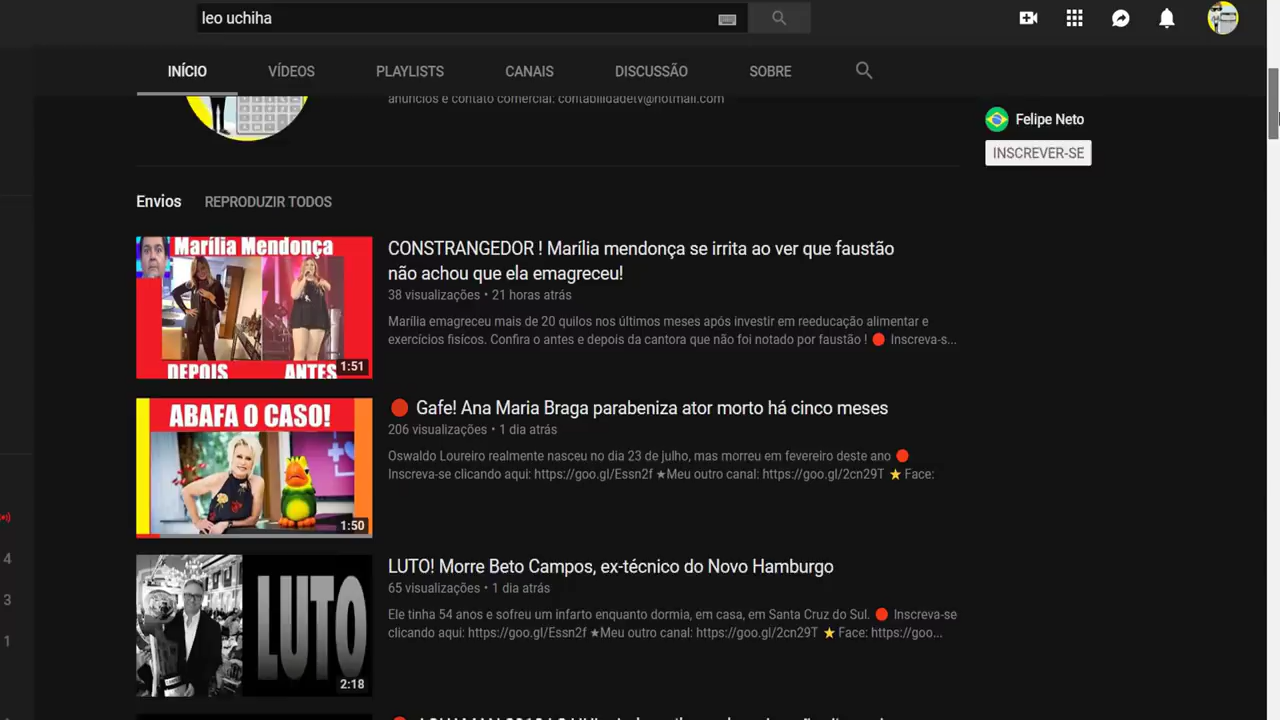 leo uchiha
INÍCIO VÍDEOS PLAYLISTS CANAIS DISCUSSÃO SOBRE
anúncios e contato comercial: contabilidadetv@hotmail.com
Felipe Neto
INSCREVER-SE
Envios REPRODUZIR TODOS
Marília Mendonça
DEPOIS ANTES
1:51
CONSTRANGEDOR ! Marília mendonça se irrita ao ver que faustão
não achou que ela emagreceu!
38 visualizações • 21 horas atrás
Marília emagreceu mais de 20 quilos nos últimos meses após investir em reeducação alimentar e
exercícios fisícos. Confira o antes e depois da cantora que não foi notado por faustão ! 🔴 Inscreva-s...
ABAFA O CASO!
1:50
🔴 Gafe! Ana Maria Braga parabeniza ator morto há cinco meses
206 visualizações • 1 dia atrás
Oswaldo Loureiro realmente nasceu no dia 23 de julho, mas morreu em fevereiro deste ano 🔴
Inscreva-se clicando aqui: https://goo.gl/Essn2f ★Meu outro canal: https://goo.gl/2cn29T ⭐ Face:
4
3
1
LUTO
2:18
LUTO! Morre Beto Campos, ex-técnico do Novo Hamburgo
65 visualizações • 1 dia atrás
Ele tinha 54 anos e sofreu um infarto enquanto dormia, em casa, em Santa Cruz do Sul. 🔴 Inscreva-se
clicando aqui: https://goo.gl/Essn2f ★Meu outro canal: https://goo.gl/2cn29T ⭐ Face: https://goo...